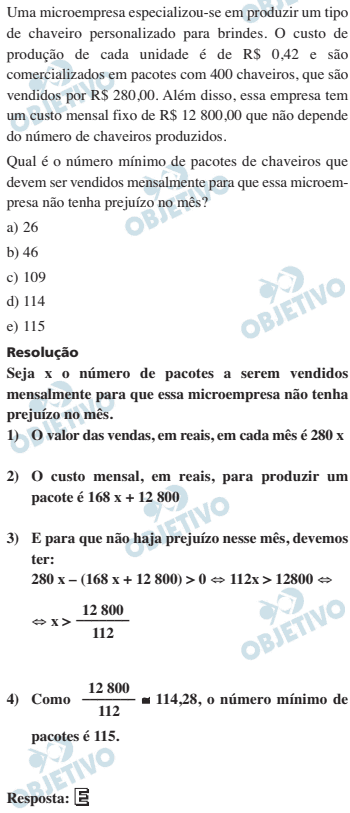 Uma microempresa especializou-se em produzir um tipo
de chaveiro personalizado para brindes. O custo de
produção de cada unidade é de R$ 0,42 e são
comercializados em pacotes com 400 chaveiros, que são
vendidos por R$ 280,00. Além disso, essa empresa tem
um custo mensal fixo de R$ 12 800,00 que não depende
do número de chaveiros produzidos.
Qual é o número mínimo de pacotes de chaveiros que
devem ser vendidos mensalmente para que essa microem-
presa não tenha prejuízo no mês?
a) 26
b) 46
c) 109
d) 114
e) 115
Resolução
Seja x o número de pacotes a serem vendidos
mensalmente para que essa microempresa não tenha
prejuízo no mês.
1) O valor das vendas, em reais, em cada mês é 280 x
2) O custo mensal, em reais, para produzir um
pacote é 168 x + 12 800
3) E para que não haja prejuízo nesse mês, devemos
ter:
280 x – (168 x + 12 800) > 0 ⇔ 112x > 12800 ⇔
⇔ x > 12 800 / 112
4) Como 12 800 / 112 ≅ 114,28, o número mínimo de
pacotes é 115.
Resposta: E
OBJETIVO
OBJETIVO
OBJETIVO
OBJETIVO
OBJETIVO
OBJETIVO
OBJETIVO